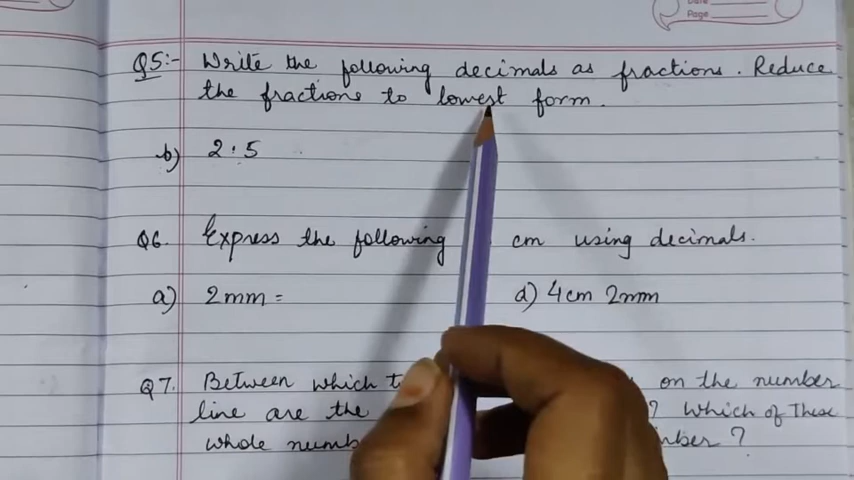 Date
Page
Q5:- Write the following decimals as fractions. Reduce
the fractions to lowest form.
b) 2.5
Q6. Express the following cm using decimals.
a) 2mm = d) 4cm 2mm
Q7. Between which on the number
line are the ? Which of These
whole